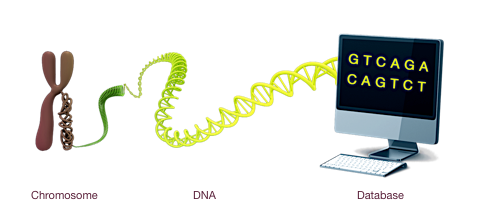 GTCAGA
CAGTCT
Chromosome
DNA
Database